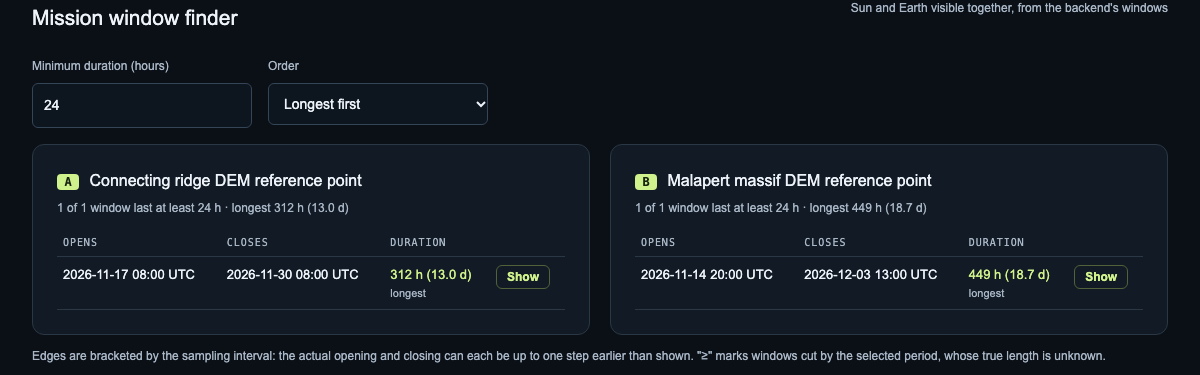 Mission window finder
Sun and Earth visible together, from the backend's windows
Minimum duration (hours)
Order
24
Longest first
A Connecting ridge DEM reference point
1 of 1 window last at least 24 h · longest 312 h (13.0 d)
OPENS CLOSES DURATION
2026-11-17 08:00 UTC 2026-11-30 08:00 UTC 312 h (13.0 d) Show
longest
B Malapert massif DEM reference point
1 of 1 window last at least 24 h · longest 449 h (18.7 d)
OPENS CLOSES DURATION
2026-11-14 20:00 UTC 2026-12-03 13:00 UTC 449 h (18.7 d) Show
longest
Edges are bracketed by the sampling interval: the actual opening and closing can each be up to one step earlier than shown. "≥" marks windows cut by the selected period, whose true length is unknown.